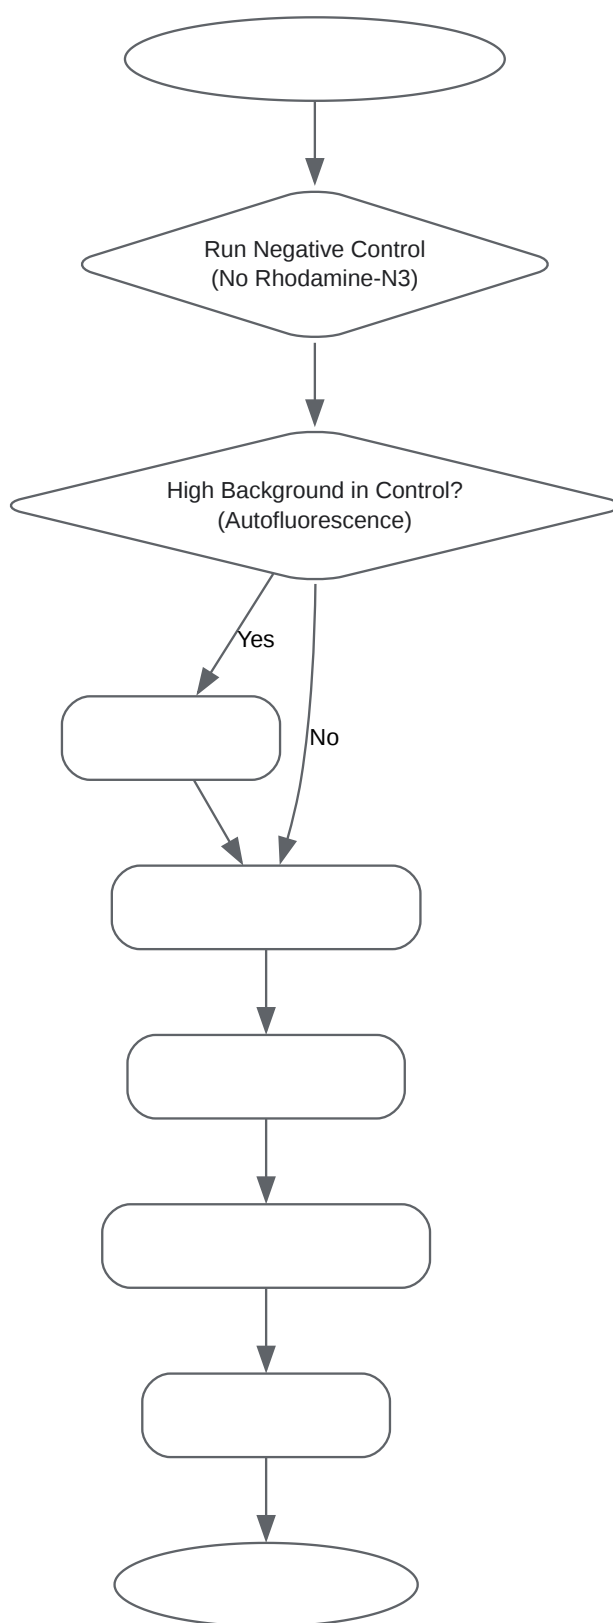 Run Negative Control
(No Rhodamine-N3)
High Background in Control?
(Autofluorescence)
Yes
No